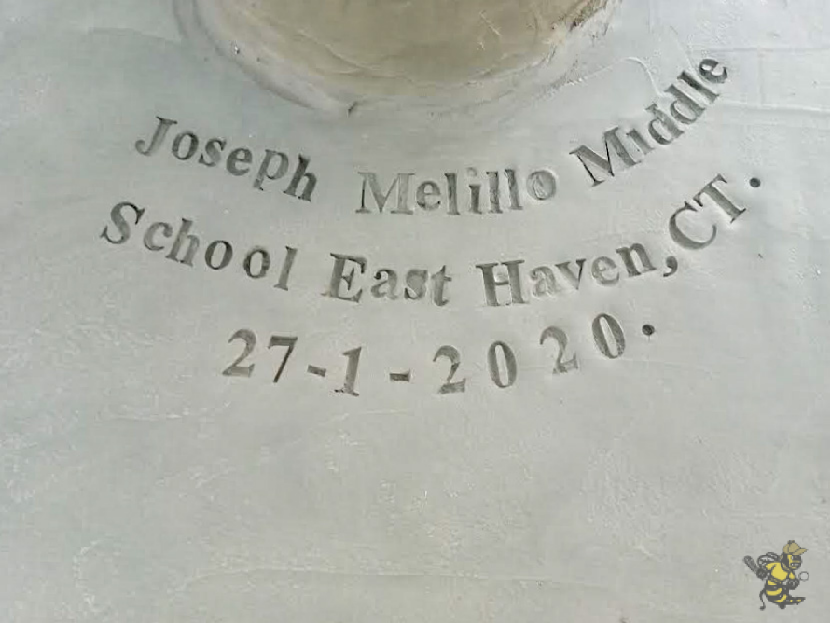 Joseph Melillo Middle
School East Haven, CT.
27-1-2020.